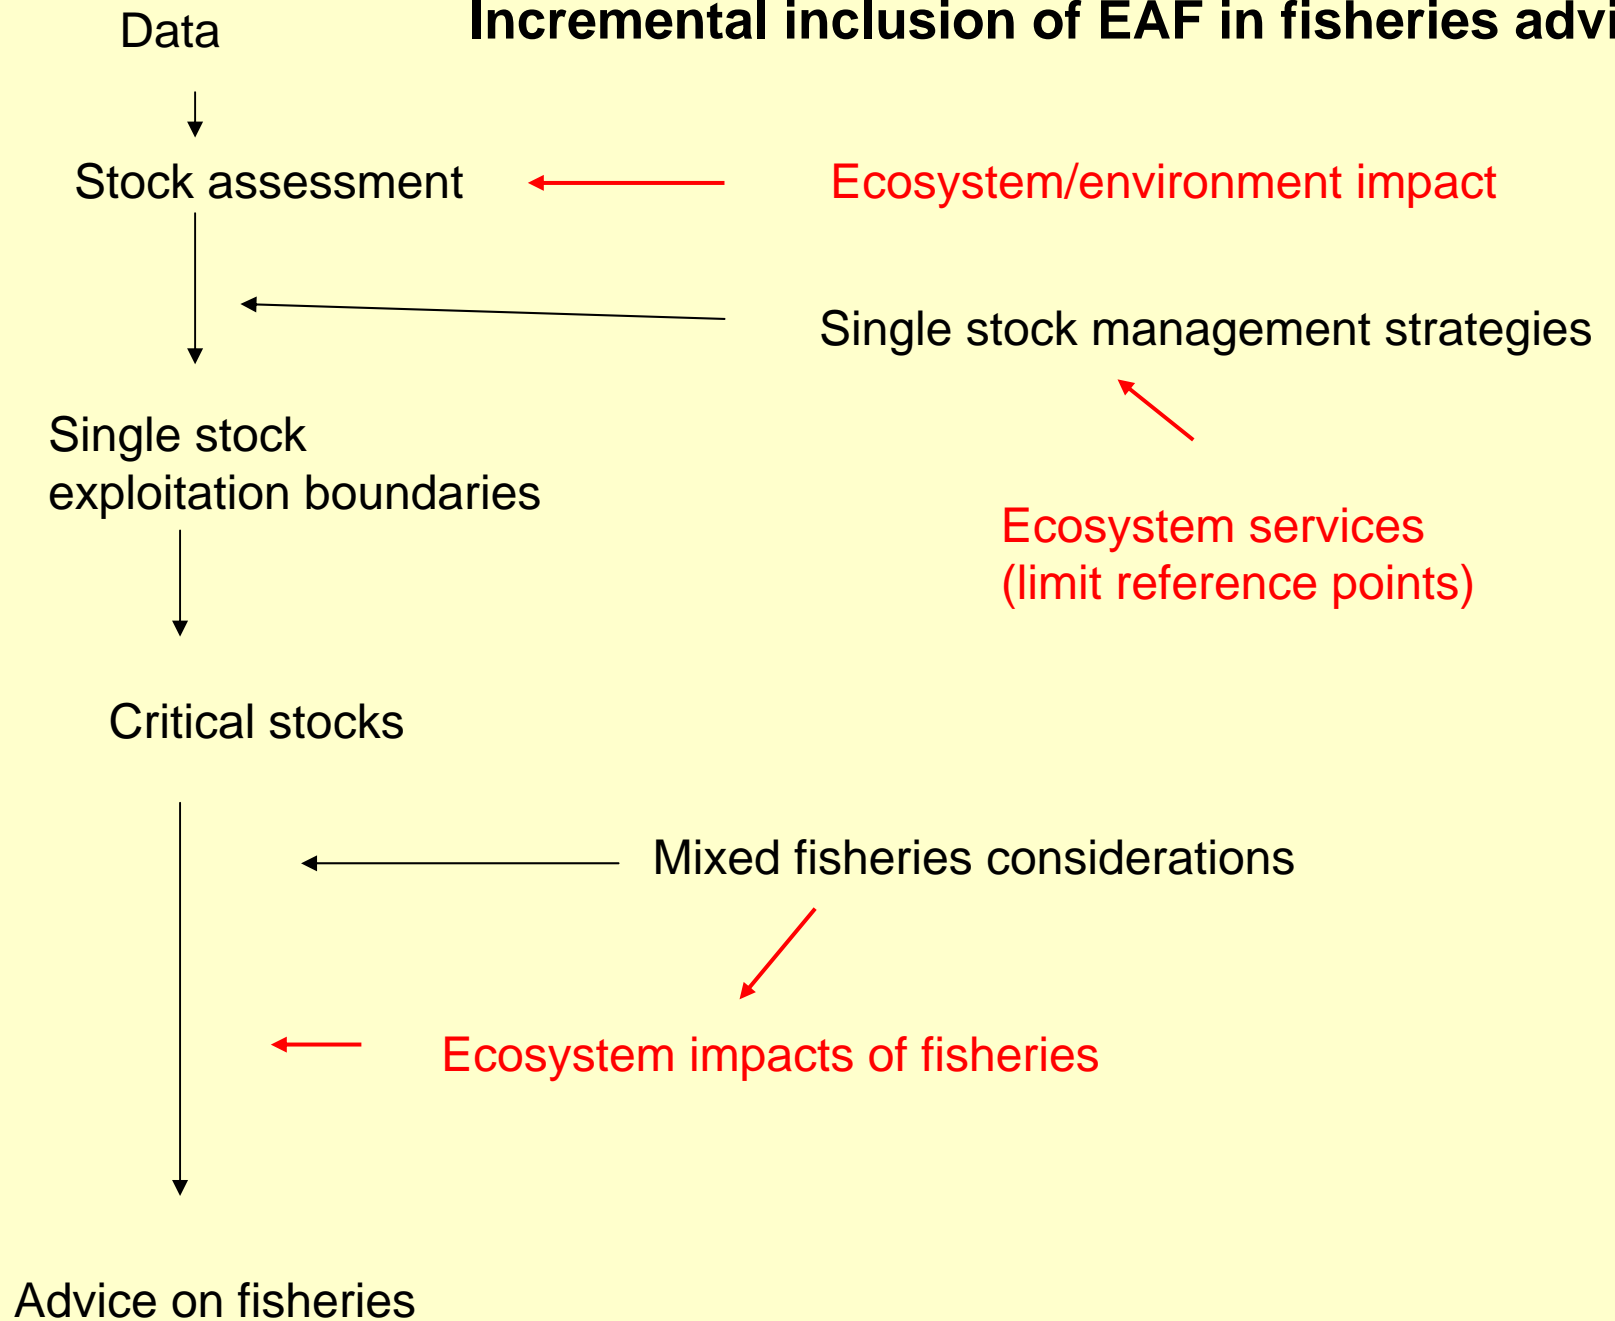 Incremental inclusion of EAF in fisheries advi
Data
Stock assessment
Ecosystem/environment impact
Single stock management strategies
Single stock
exploitation boundaries
Ecosystem services
(limit reference points)
Critical stocks
Mixed fisheries considerations
Ecosystem impacts of fisheries
Advice on fisheries